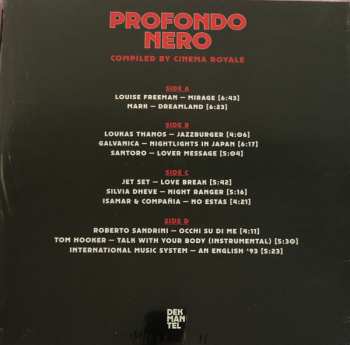 PROFONDO
NERO
COMPILED BY CINEMA ROYALE
SIDE A
LOUISE FREEMAN — MIRAGE [6:43]
MARK — DREAMLAND [6:23]
SIDE B
LOUKAS THANOS — JAZZBURGER [4:06]
GALVANICA — NIGHTLIGHTS IN JAPAN [6:17]
SANTORO — LOVER MESSAGE [5:04]
SIDE C
JET SET — LOVE BREAK [5:42]
SILVIA DHEVE — NIGHT RANGER [5:16]
ISAMAR & COMPAÑIA — NO ESTAS [4:21]
SIDE D
ROBERTO SANDRINI — OCCHI SU DI ME [4:11]
TOM HOOKER — TALK WITH YOUR BODY (INSTRUMENTAL) [5:30]
INTERNATIONAL MUSIC SYSTEM — AN ENGLISH '93 [5:23]
DEK
MAN
TEL